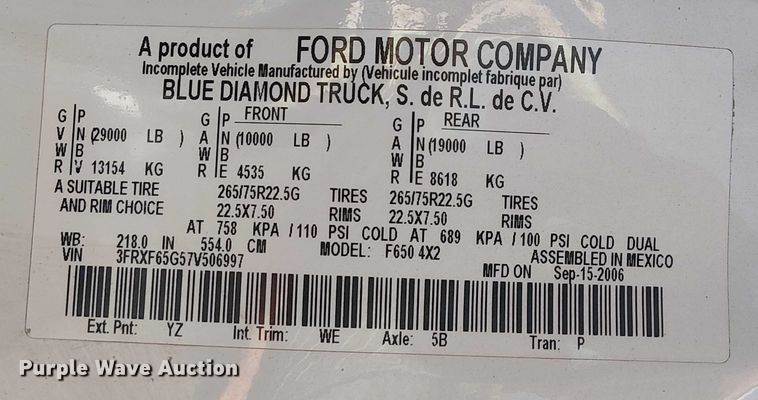 A product of FORD MOTOR COMPANY
Incomplete Vehicle Manufactured by (Vehicule incomplet fabrique par)
BLUE DIAMOND TRUCK, S. de R.L. de C.V.
G P G P FRONT G P REAR
V N (29000 LB ) A N (10000 LB ) A N (19000 LB )
W B W B W B
R V 13154 KG R E 4535 KG R E 8618 KG
A SUITABLE TIRE 265/75R22.5G TIRES 265/75R22.5G TIRES
AND RIM CHOICE 22.5X7.50 RIMS 22.5X7.50 RIMS
AT 758 KPA / 110 PSI COLD AT 689 KPA / 100 PSI COLD DUAL
WB: 218.0 IN 554.0 CM MODEL: F650 4X2 ASSEMBLED IN MEXICO
VIN 3FRXF65G57V506997 MFD ON Sep-15-2006
Ext. Pnt: YZ Int. Trim: WE Axle: 5B Tran: P
Purple Wave Auction